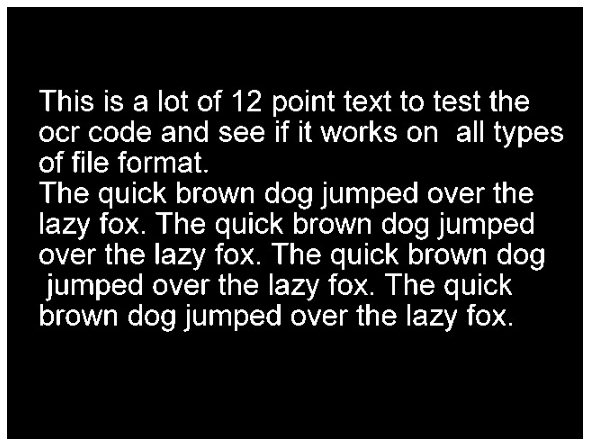 This is a lot of 12 point text to test the
ocr code and see if it works on  all types
of file format.
The quick brown dog jumped over the
lazy fox. The quick brown dog jumped
over the lazy fox. The quick brown dog
 jumped over the lazy fox. The quick
brown dog jumped over the lazy fox.